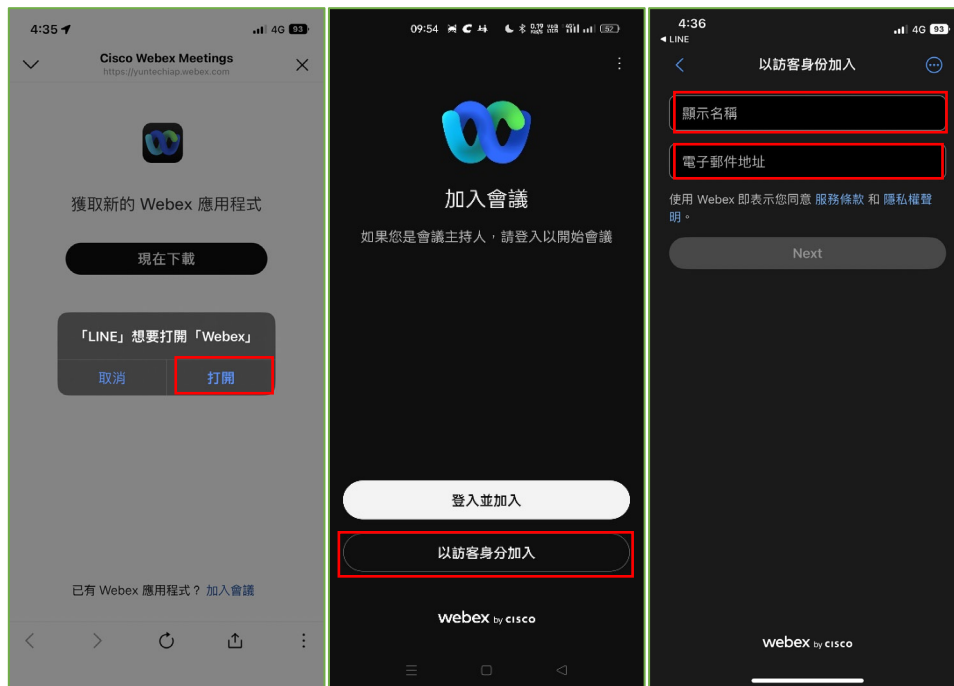 4:35
4G 93
Cisco Webex Meetings
https://yuntechiap.webex.com
獲取新的 Webex 應用程式
現在下載
「LINE」想要打開「Webex」
取消
打開
已有 Webex 應用程式？ 加入會議
09:54
52
加入會議
如果您是會議主持人，請登入以開始會議
登入並加入
以訪客身分加入
webex by CISCO
4:36
4G 93
LINE
以訪客身份加入
顯示名稱
電子郵件地址
使用 Webex 即表示您同意 服務條款 和 隱私權聲
明。
Next
webex by CISCO